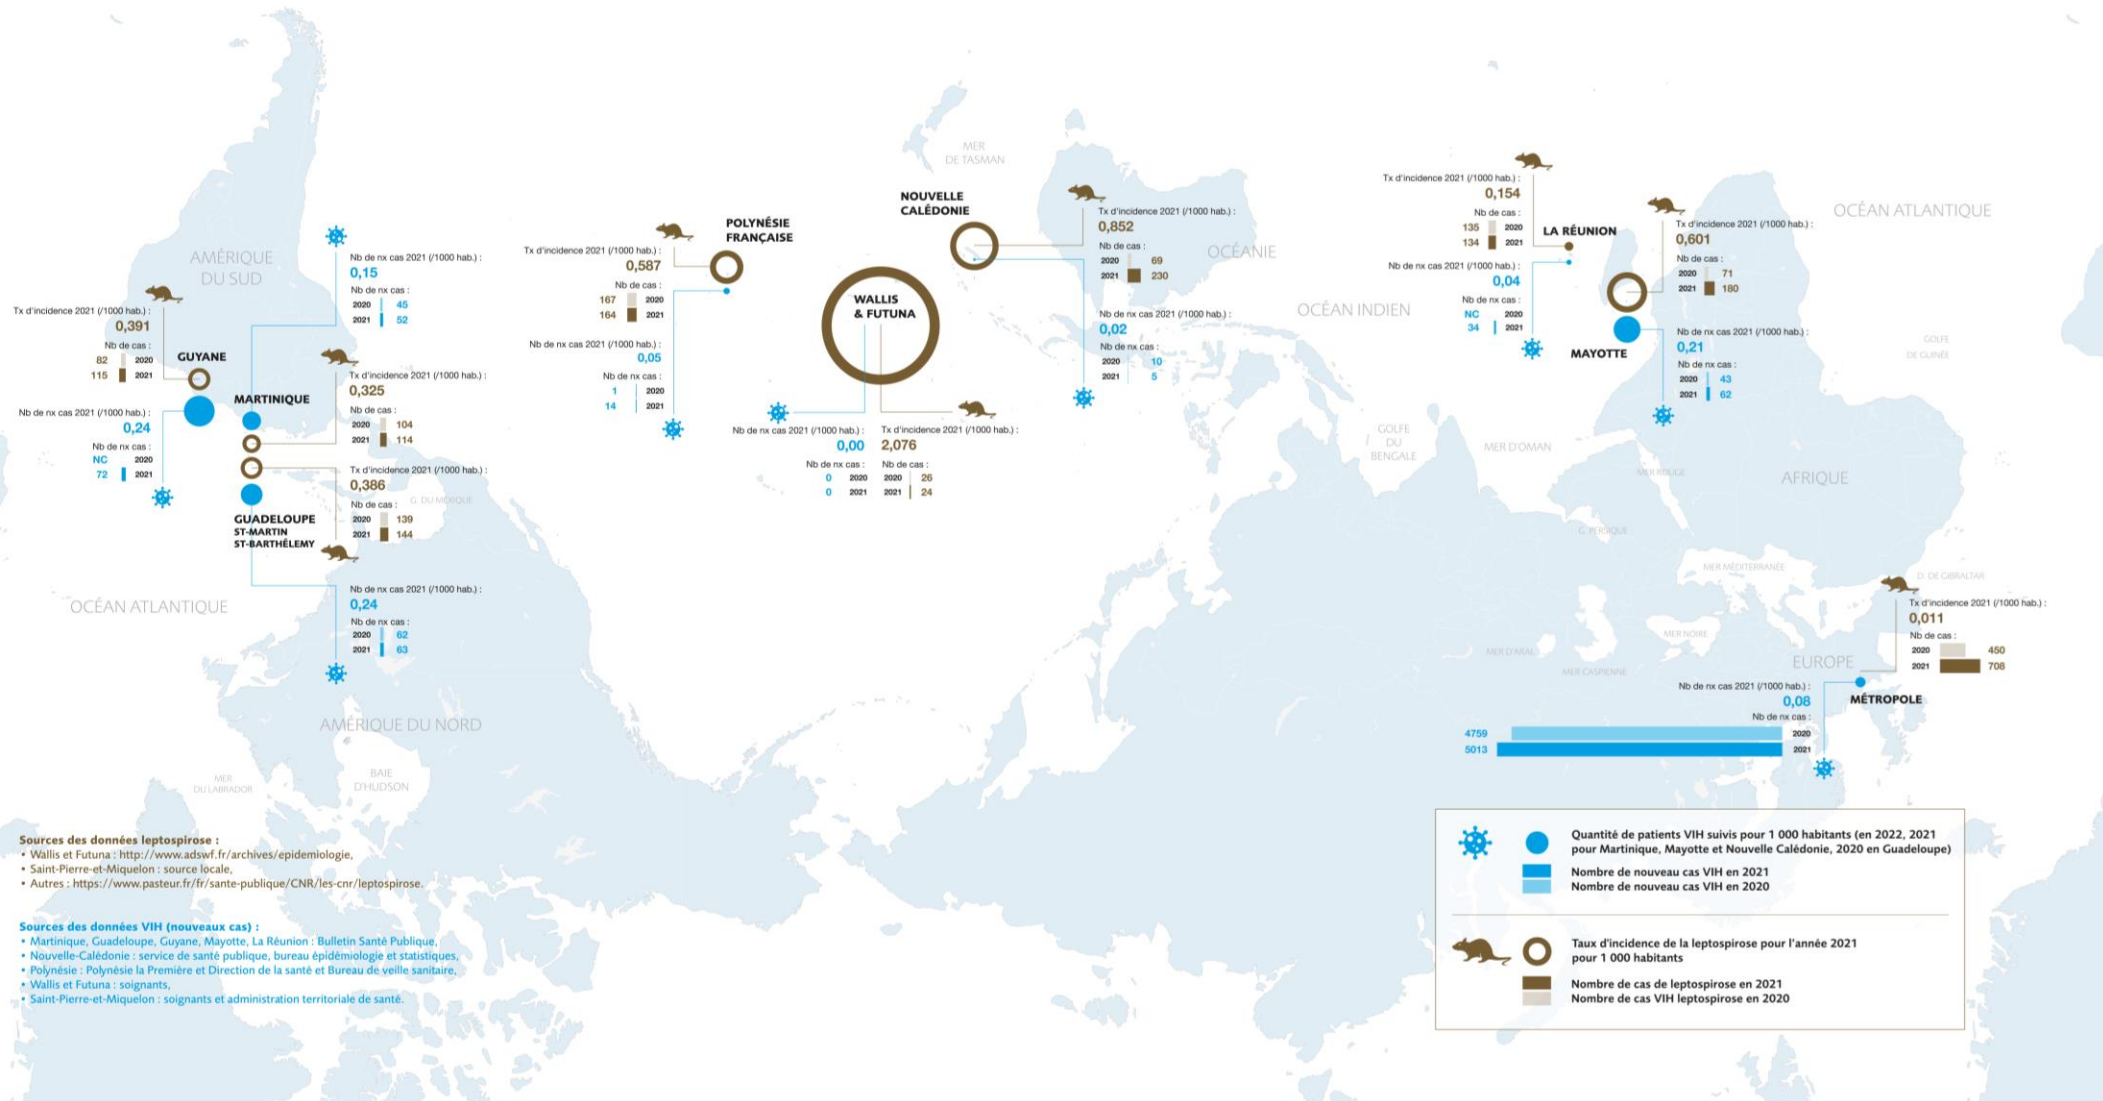 AMÉRIQUE
DU SUD
Tx d'incidence 2021 (/1000 hab.) :
0,391
Nb de cas :
82 2020
115 2021
GUYANE
Nb de nx cas 2021 (/1000 hab.) :
0,24
Nb de nx cas :
NC 2020
72 2021
Nb de nx cas 2021 (/1000 hab.) :
0,15
Nb de nx cas :
2020 45
2021 52
MARTINIQUE
Tx d'incidence 2021 (/1000 hab.) :
0,325
Nb de cas :
2020 104
2021 114
Tx d'incidence 2021 (/1000 hab.) :
0,386
Nb de cas :
2020 139
2021 144
G. DU MEXIQUE
GUADELOUPE
ST-MARTIN
ST-BARTHÉLEMY
Nb de nx cas 2021 (/1000 hab.) :
0,24
Nb de nx cas :
2020 62
2021 63
OCÉAN ATLANTIQUE
AMÉRIQUE DU NORD
MER
DU LABRADOR
BAIE
D'HUDSON
POLYNÉSIE
FRANÇAISE
Tx d'incidence 2021 (/1000 hab.) :
0,587
Nb de cas :
167 2020
164 2021
Nb de nx cas 2021 (/1000 hab.) :
0,05
Nb de nx cas :
1 2020
14 2021
WALLIS
& FUTUNA
Nb de nx cas 2021 (/1000 hab.) :
0,00
Nb de nx cas :
0 2020
0 2021
Tx d'incidence 2021 (/1000 hab.) :
2,076
Nb de cas :
2020 26
2021 24
MER
DE TASMAN
NOUVELLE
CALÉDONIE
Tx d'incidence 2021 (/1000 hab.) :
0,852
Nb de cas :
2020 69
2021 230
OCÉANIE
Nb de nx cas 2021 (/1000 hab.) :
0,02
Nb de nx cas :
2020 10
2021 5
OCÉAN INDIEN
GOLFE
DU
BENGALE
MER D'OMAN
Tx d'incidence 2021 (/1000 hab.) :
0,154
Nb de cas :
135 2020
134 2021
LA RÉUNION
Nb de nx cas 2021 (/1000 hab.) :
0,04
Nb de nx cas :
NC 2020
34 2021
Tx d'incidence 2021 (/1000 hab.) :
0,601
Nb de cas :
2020 71
2021 180
MAYOTTE
Nb de nx cas 2021 (/1000 hab.) :
0,21
Nb de nx cas :
2020 43
2021 62
OCÉAN ATLANTIQUE
GOLFE
DE GUINÉE
MER ROUGE
AFRIQUE
G. PERSIQUE
MER MÉDITERRANÉE
D. DE GIBRALTAR
MER NOIRE
MER D'ARAL
MER CASPIENNE
EUROPE
Tx d'incidence 2021 (/1000 hab.) :
0,011
Nb de cas :
2020 450
2021 708
MÉTROPOLE
Nb de nx cas 2021 (/1000 hab.) :
0,08
Nb de nx cas :
4759 2020
5013 2021
Sources des données leptospirose :
• Wallis et Futuna : http://www.adswf.fr/archives/epidemiologie,
• Saint-Pierre-et-Miquelon : source locale,
• Autres : https://www.pasteur.fr/fr/sante-publique/CNR/les-cnr/leptospirose.
Sources des données VIH (nouveaux cas) :
• Martinique, Guadeloupe, Guyane, Mayotte, La Réunion : Bulletin Santé Publique,
• Nouvelle-Calédonie : service de santé publique, bureau épidémiologie et statistiques,
• Polynésie : Polynésie la Première et Direction de la santé et Bureau de veille sanitaire,
• Wallis et Futuna : soignants,
• Saint-Pierre-et-Miquelon : soignants et administration territoriale de santé.
Quantité de patients VIH suivis pour 1 000 habitants (en 2022, 2021
pour Martinique, Mayotte et Nouvelle Calédonie, 2020 en Guadeloupe)
Nombre de nouveau cas VIH en 2021
Nombre de nouveau cas VIH en 2020
Taux d'incidence de la leptospirose pour l'année 2021
pour 1 000 habitants
Nombre de cas de leptospirose en 2021
Nombre de cas VIH leptospirose en 2020